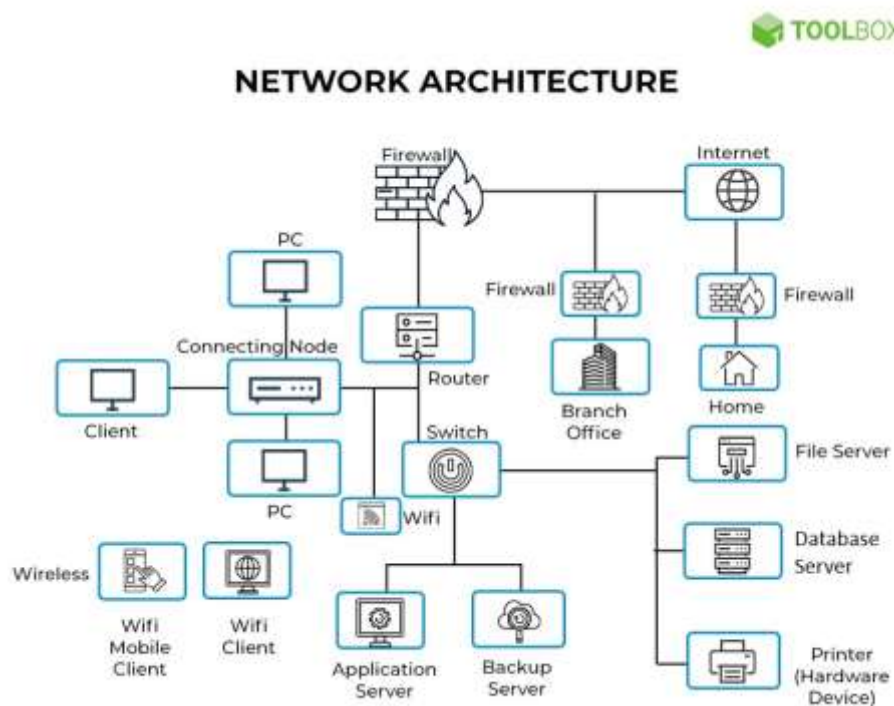 TOOLBOX
NETWORK ARCHITECTURE
Firewall
Internet
PC
Firewall
Firewall
Connecting Node
Router
Client
Branch
Office
Home
Switch
File Server
PC
Wifi
Database
Server
Wireless
Wifi
Mobile
Client
Wifi
Client
Application
Server
Backup
Server
Printer
(Hardware
Device)